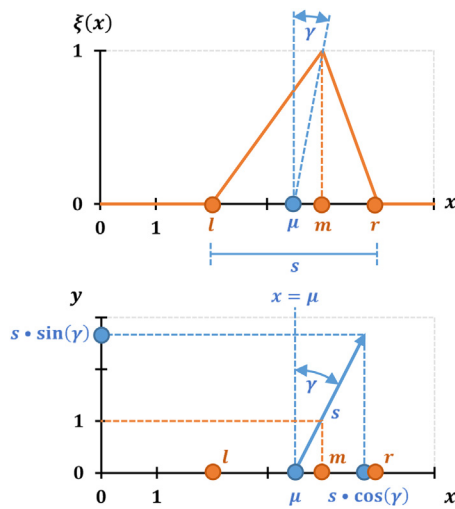 ξ(x)
γ
1
0
0 1 l μ m r x
s
y x = μ
s • sin(γ)
γ
s
1
l m r
0
0 1 μ s • cos(γ) x